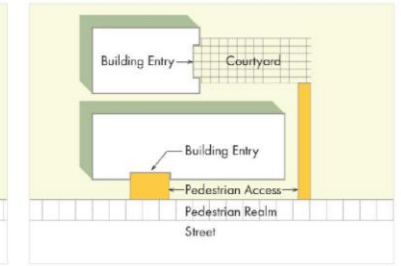 Building Entry
Courtyard
Building Entry
Pedestrian Access
Pedestrian Realm
Street